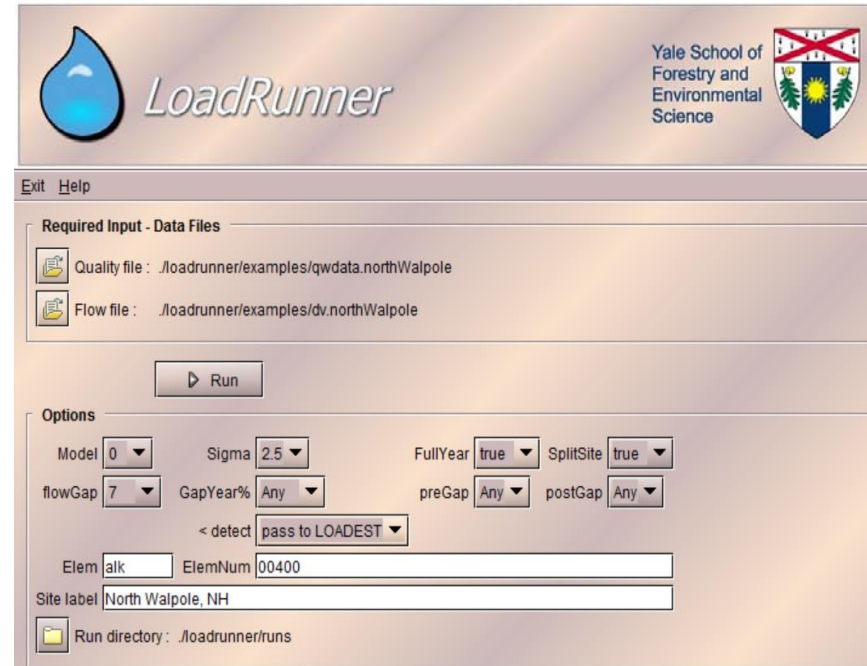 LoadRunner
Yale School of
Forestry and
Environmental
Science
Exit Help
Required Input - Data Files
Quality file : ./loadrunner/examples/qwdata.northWalpole
Flow file : ./loadrunner/examples/dv.northWalpole
Run
Options
Model 0 Sigma 2.5 FullYear true SplitSite true
flowGap 7 GapYear% Any preGap Any postGap Any
< detect pass to LOADEST
Elem alk ElemNum 00400
Site label North Walpole, NH
Run directory : ./loadrunner/runs